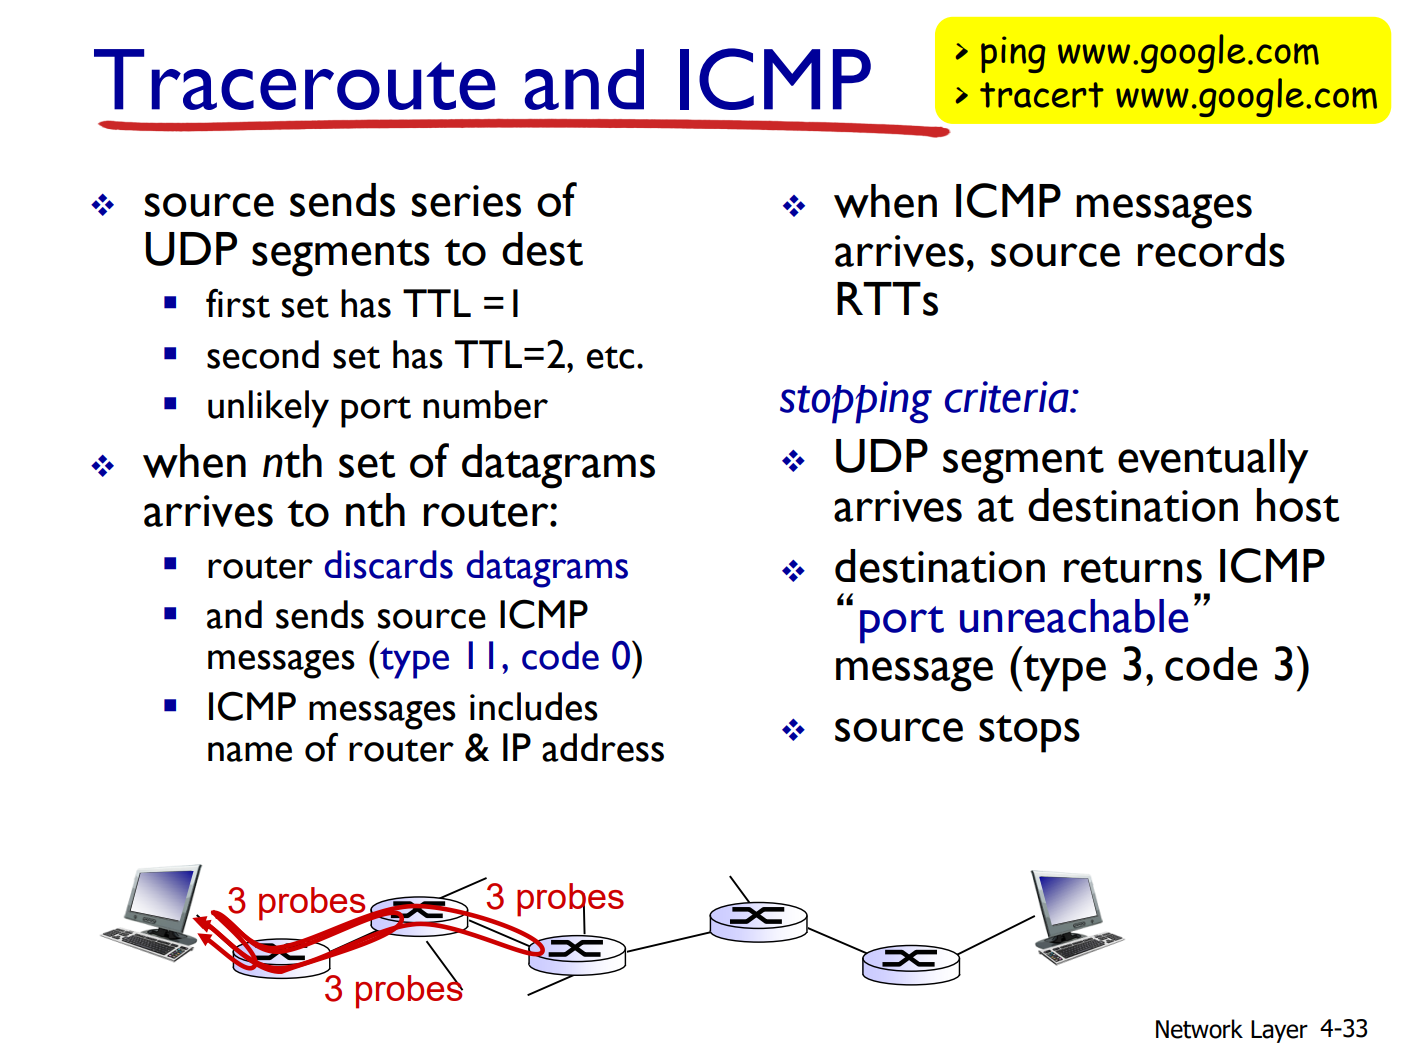 Traceroute and ICMP
> ping www.google.com
> tracert www.google.com
source sends series of
UDP segments to dest
first set has TTL =1
second set has TTL=2, etc.
unlikely port number
when nth set of datagrams
arrives to nth router:
router discards datagrams
and sends source ICMP
messages (type 11, code 0)
ICMP messages includes
name of router & IP address
when ICMP messages
arrives, source records
RTTs
stopping criteria:
UDP segment eventually
arrives at destination host
destination returns ICMP
“port unreachable”
message (type 3, code 3)
source stops
3 probes
3 probes
3 probes
Network Layer 4-33